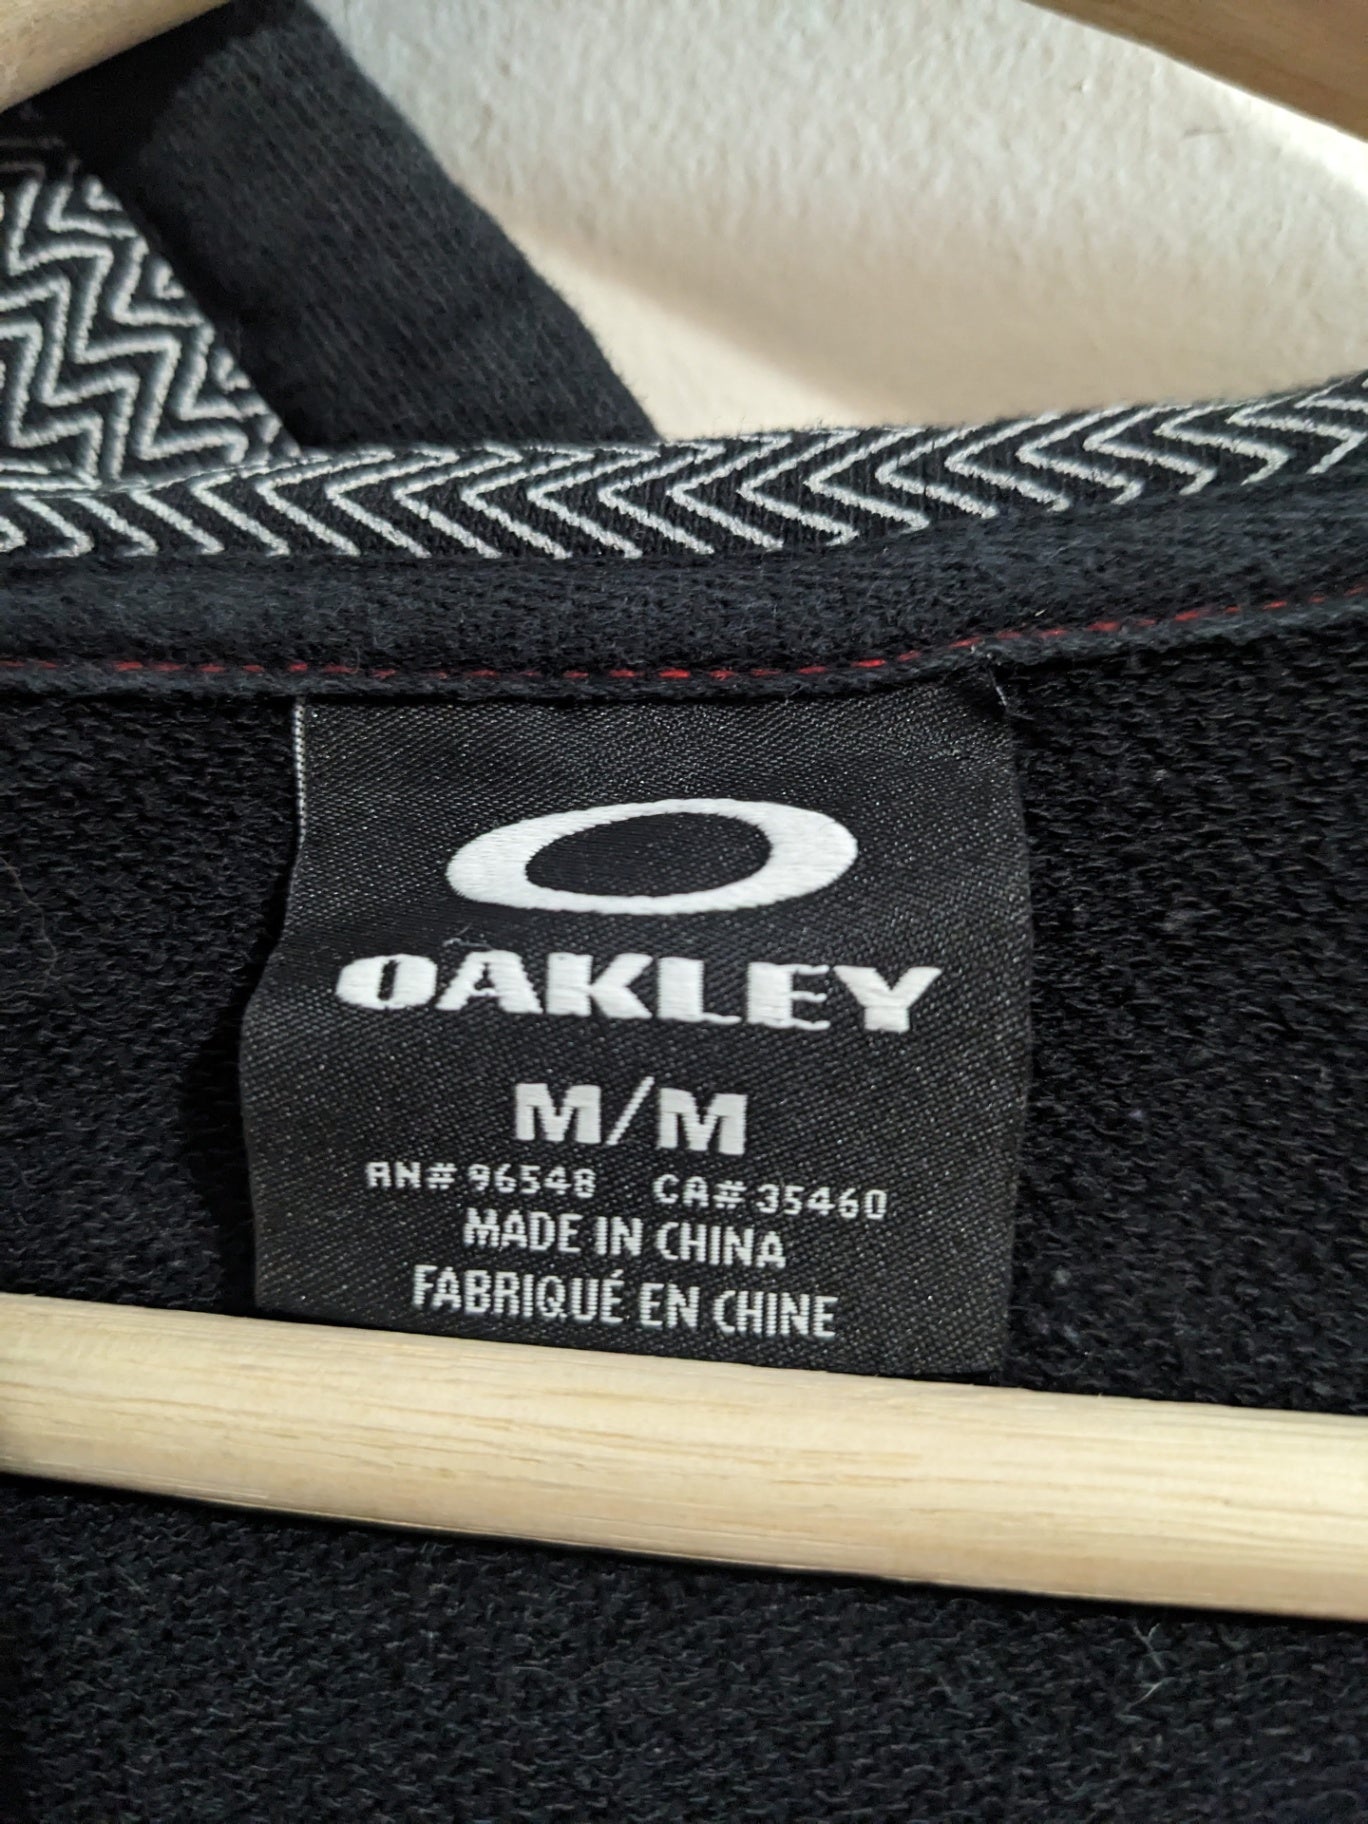 OAKLEY
M/M
RN# 96548 CA# 35460
MADE IN CHINA
FABRIQUÉ EN CHINE